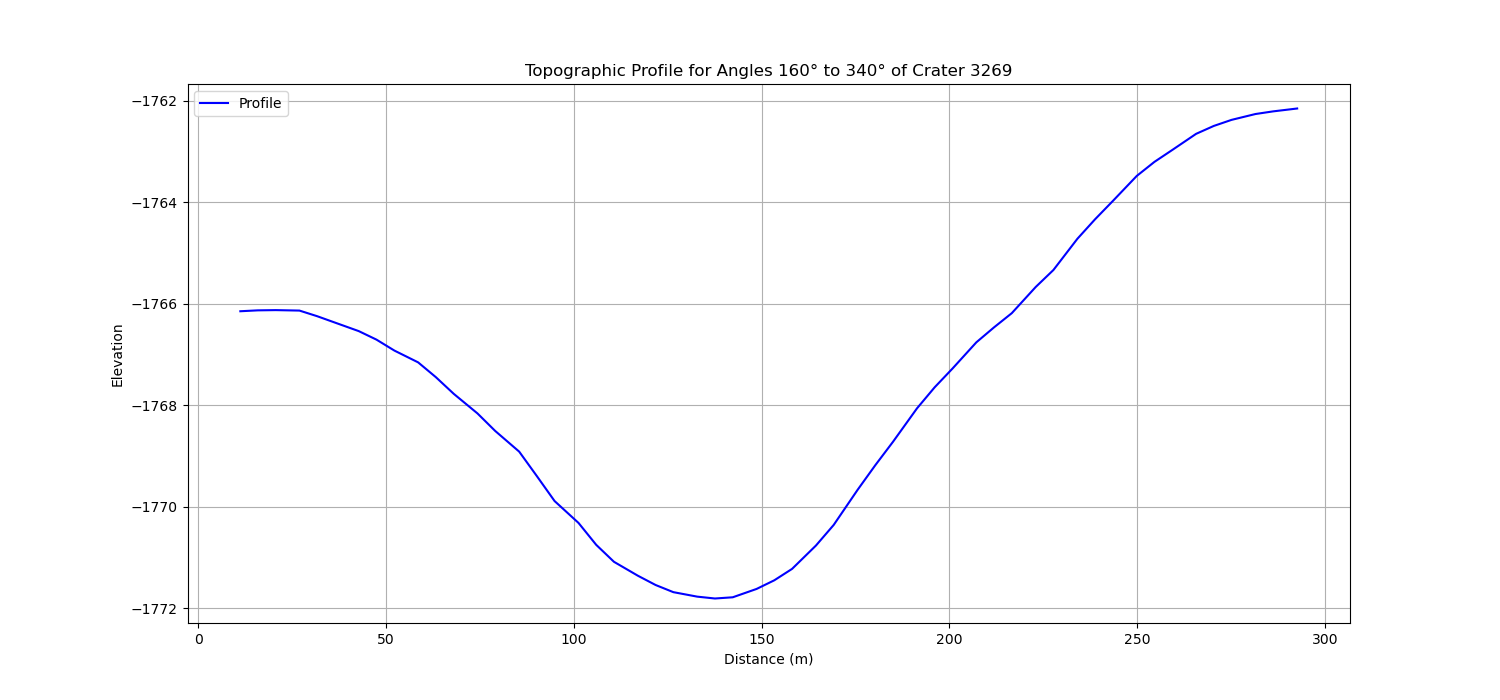 Topographic Profile for Angles 160° to 340° of Crater 3269
Profile
−1762
−1764
−1766
−1768
−1770
−1772
Elevation
0 50 100 150 200 250 300
Distance (m)